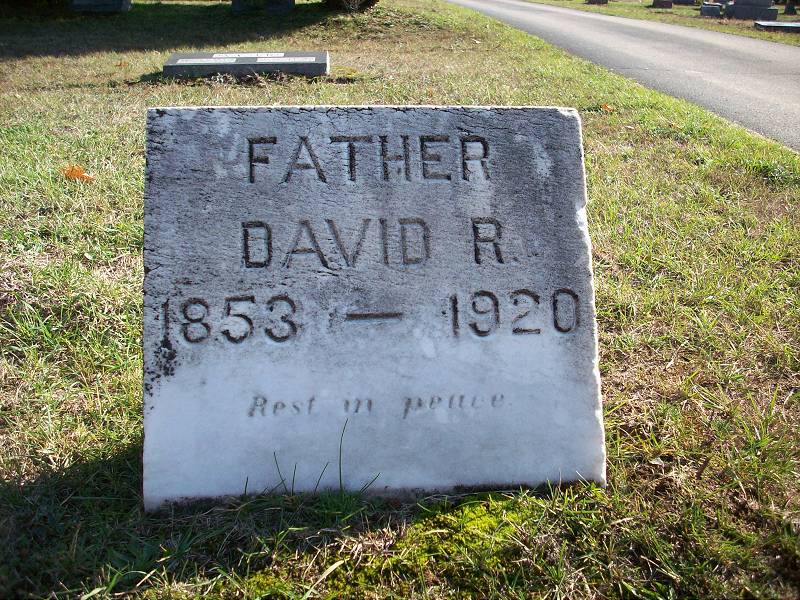 FATHER
DAVID R.
1853 — 1920
Rest in peace.